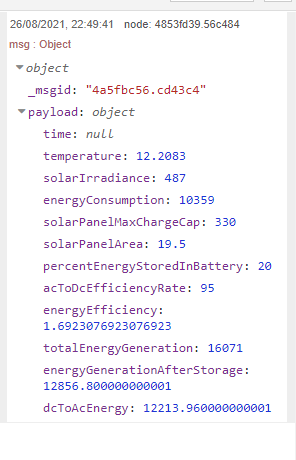 26/08/2021, 22:49:41 node: 4853fd39.56c484
msg : Object
object
_msgid: "4a5fbc56.cd43c4"
payload: object
time: null
temperature: 12.2083
solarIrradiance: 487
energyConsumption: 10359
solarPanelMaxChargeCap: 330
solarPanelArea: 19.5
percentEnergyStoredInBattery: 20
acToDcEfficiencyRate: 95
energyEfficiency:
1.6923076923076923
totalEnergyGeneration: 16071
energyGenerationAfterStorage:
12856.800000000001
dcToAcEnergy: 12213.960000000001